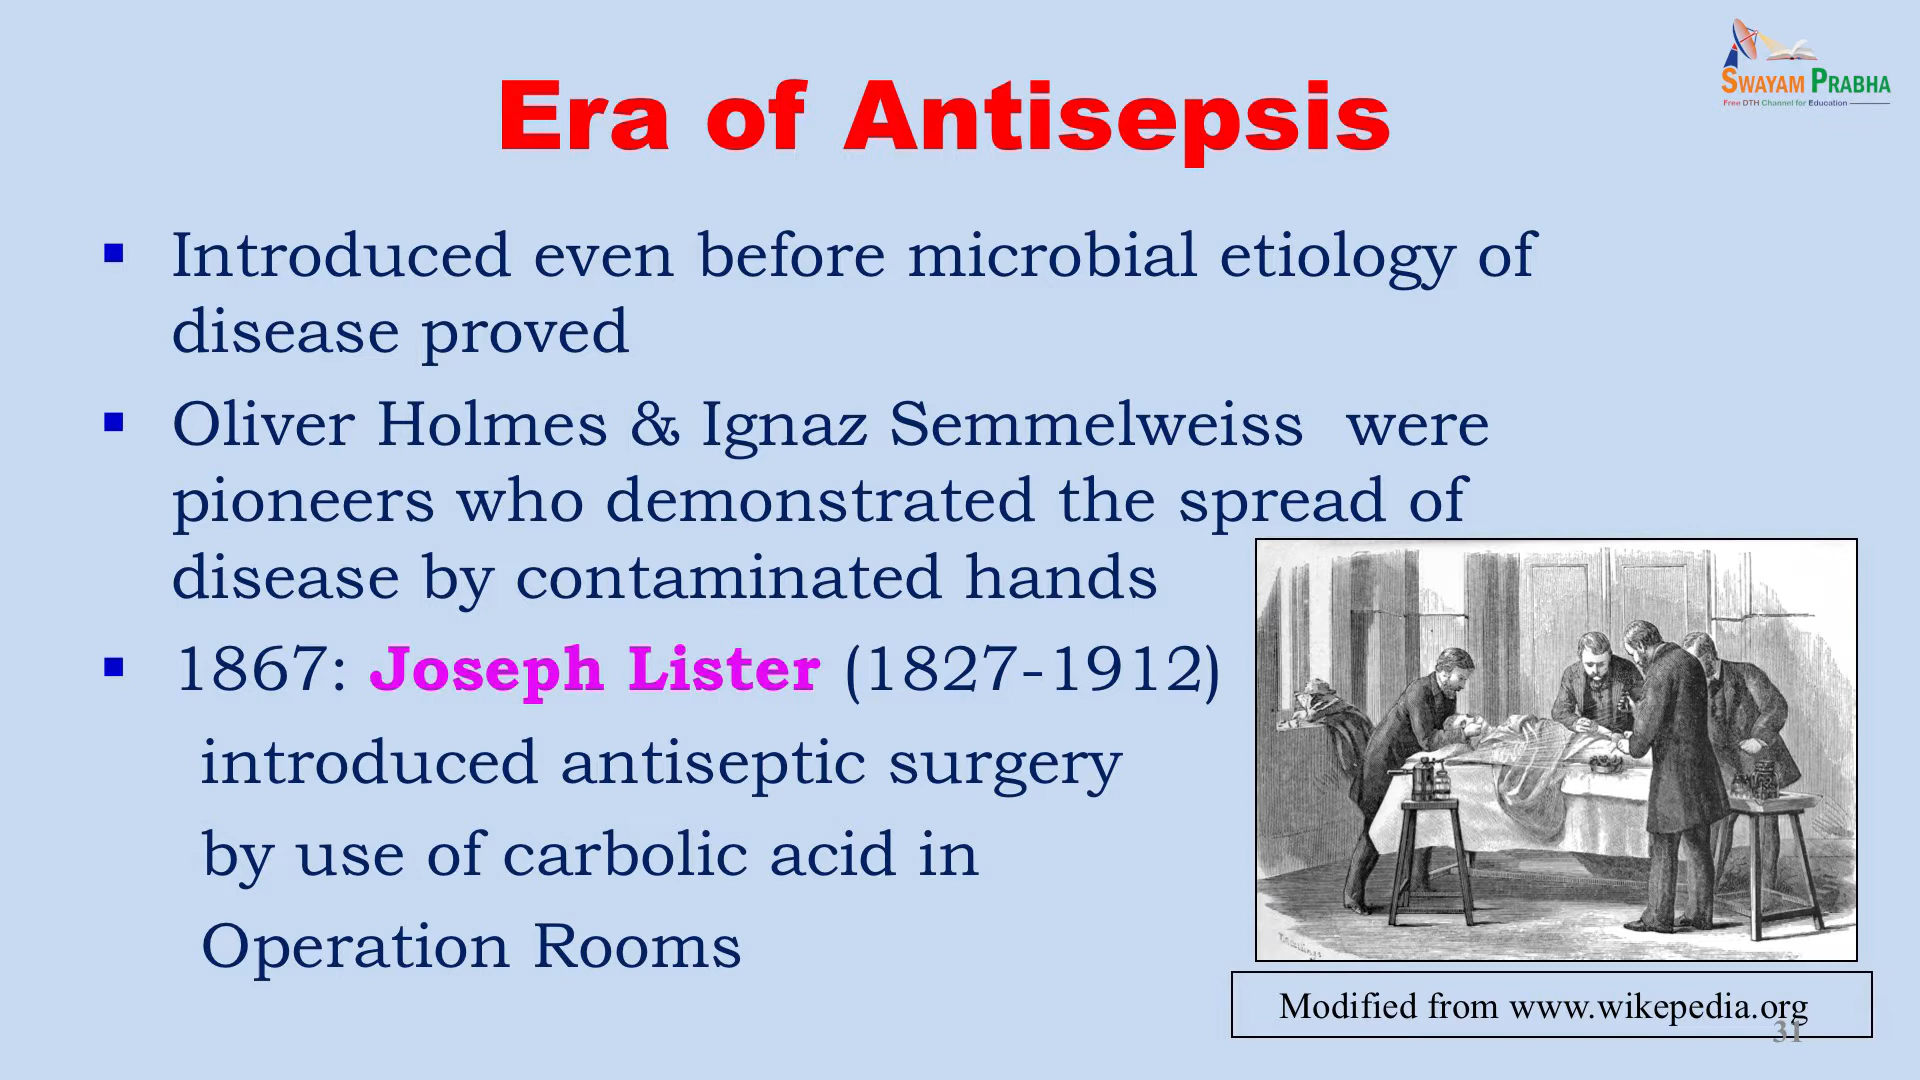 SWAYAM PRABHA
Free DTH Channel for Education
Era of Antisepsis
▪ Introduced even before microbial etiology of
disease proved
▪ Oliver Holmes & Ignaz Semmelweiss were
pioneers who demonstrated the spread of
disease by contaminated hands
▪ 1867: Joseph Lister (1827-1912)
introduced antiseptic surgery
by use of carbolic acid in
Operation Rooms
Modified from www.wikepedia.org
31